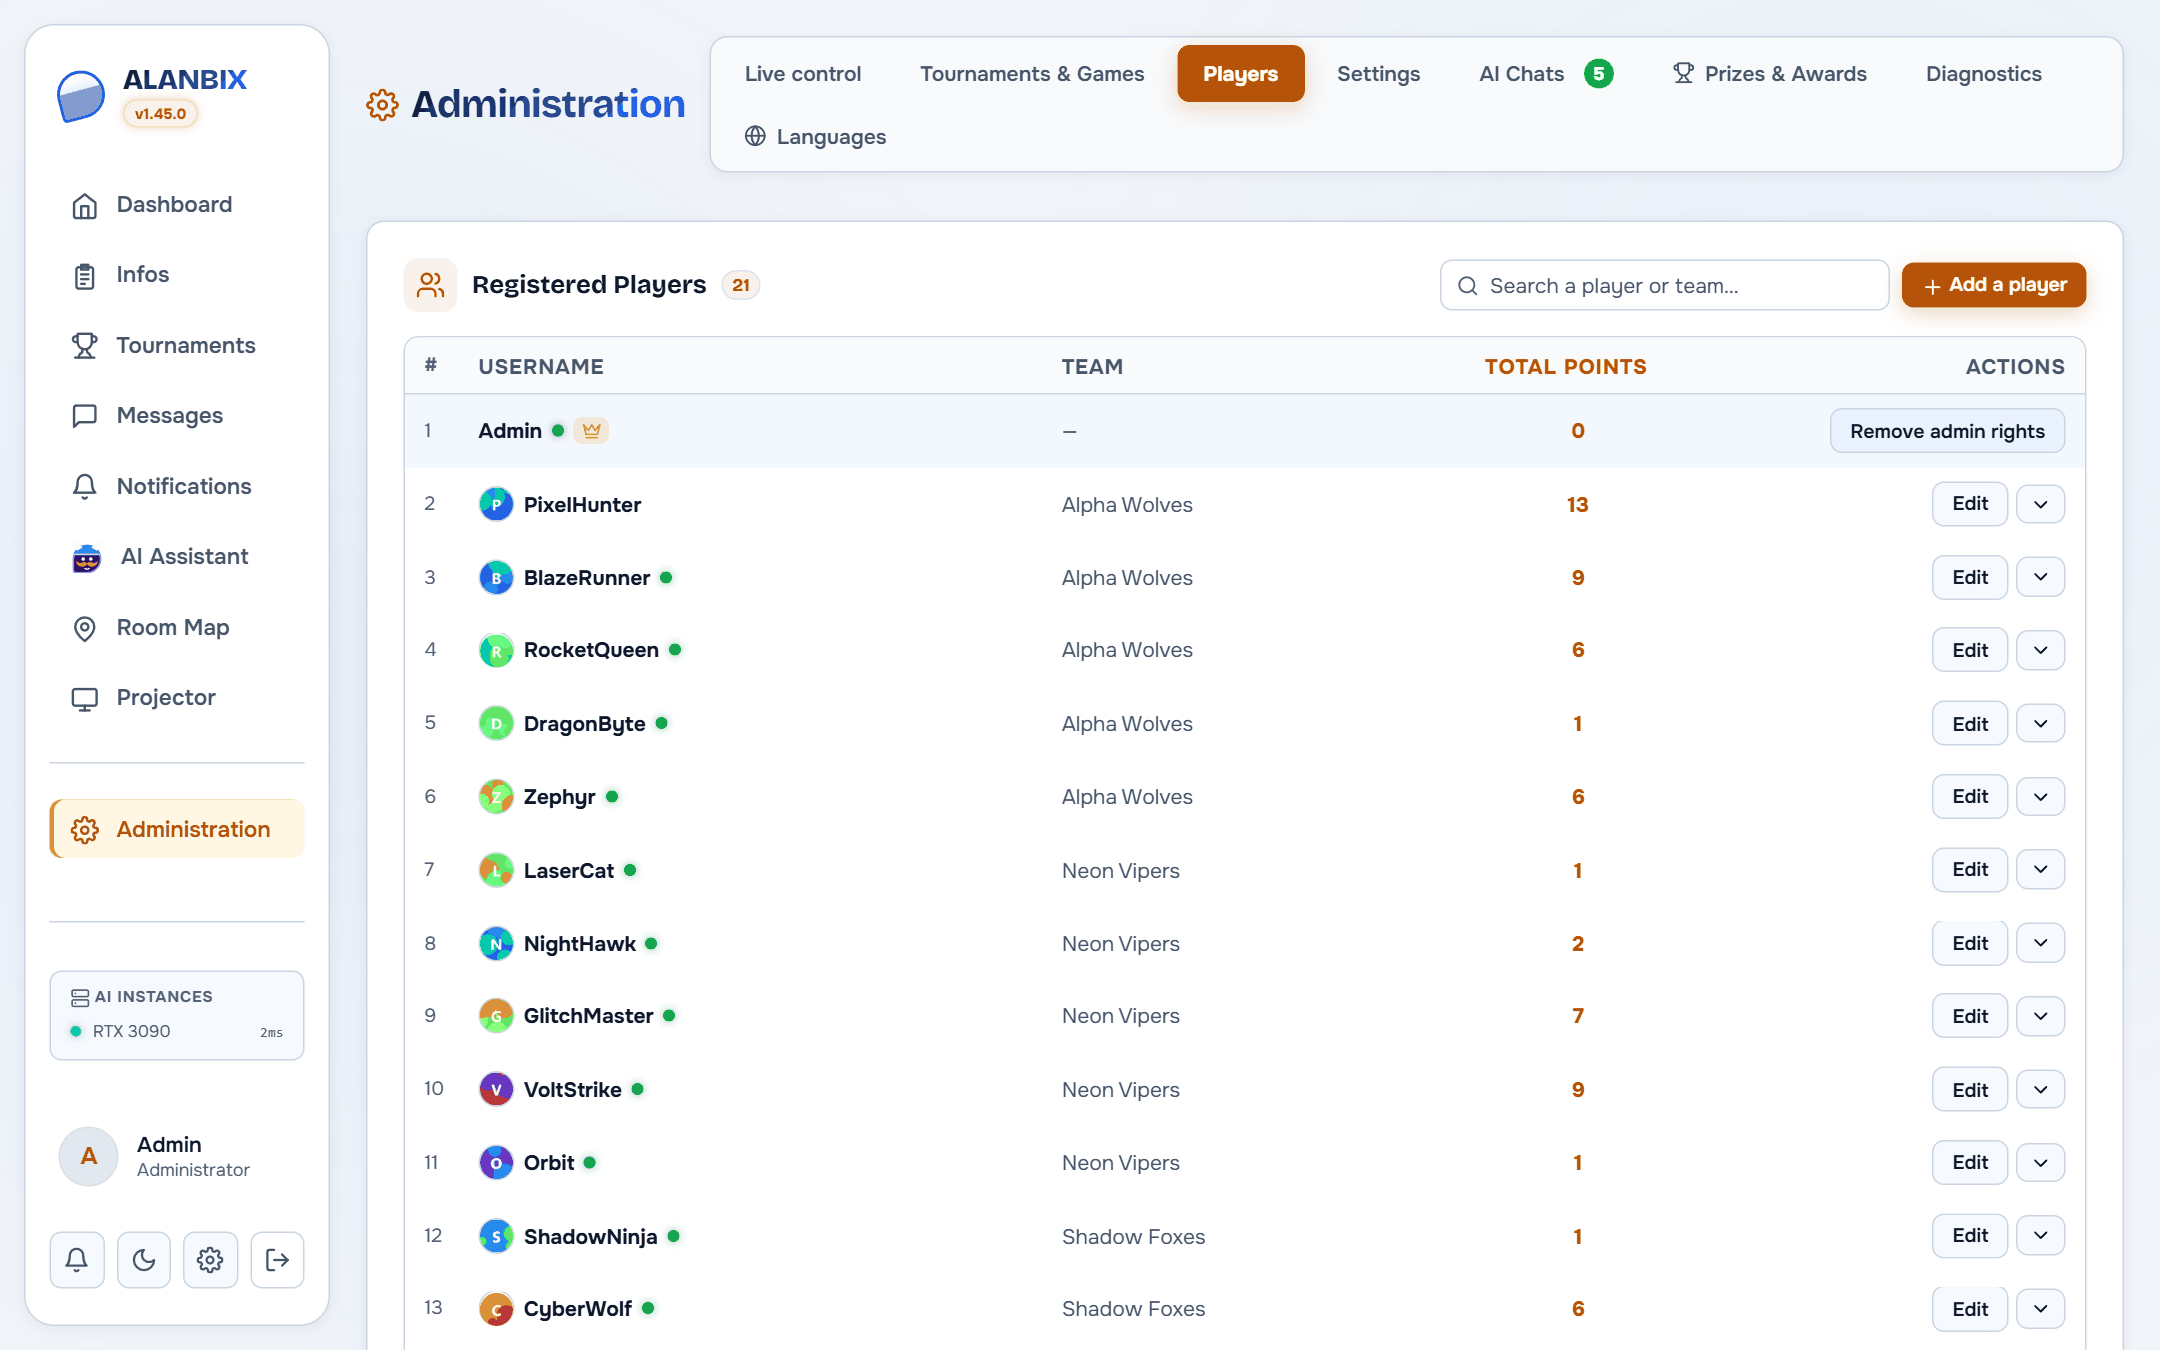 ALANBIX
v1.45.0
Dashboard
Infos
Tournaments
Messages
Notifications
AI Assistant
Room Map
Projector
Administration
AI INSTANCES
RTX 3090 2ms
A
Admin
Administrator
Administration
Live control Tournaments & Games Players Settings AI Chats 5 Prizes & Awards Diagnostics
Languages
Registered Players 21
Search a player or team...
+ Add a player
# USERNAME TEAM TOTAL POINTS ACTIONS
1 Admin — 0 Remove admin rights
2 P PixelHunter Alpha Wolves 13 Edit
3 B BlazeRunner Alpha Wolves 9 Edit
4 R RocketQueen Alpha Wolves 6 Edit
5 D DragonByte Alpha Wolves 1 Edit
6 Z Zephyr Alpha Wolves 6 Edit
7 L LaserCat Neon Vipers 1 Edit
8 N NightHawk Neon Vipers 2 Edit
9 G GlitchMaster Neon Vipers 7 Edit
10 V VoltStrike Neon Vipers 9 Edit
11 O Orbit Neon Vipers 1 Edit
12 S ShadowNinja Shadow Foxes 1 Edit
13 C CyberWolf Shadow Foxes 6 Edit